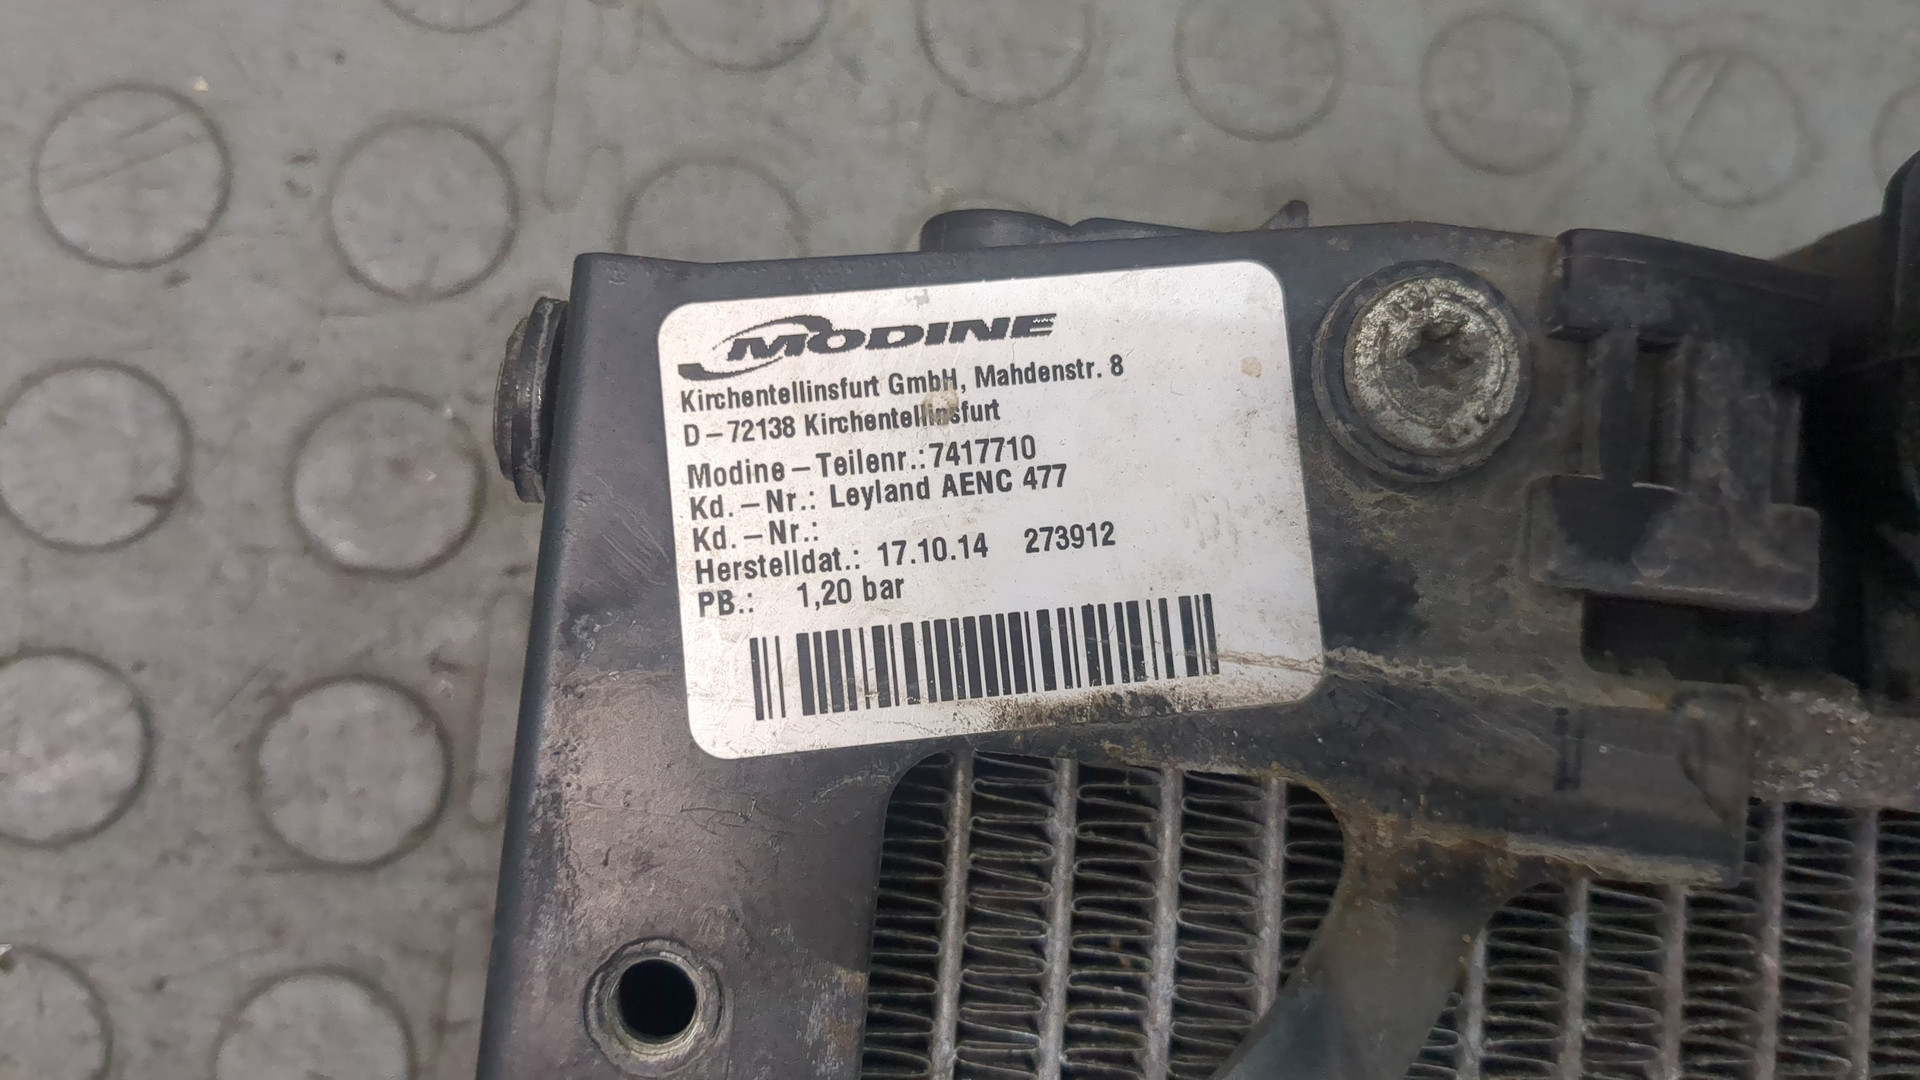 MODINE
Kirchentellinsfurt GmbH, Mahdenstr. 8
D-72138 Kirchentellinsfurt
Modine-Teilenr.:7417710
Kd.-Nr.: Leyland AENC 477
Kd.-Nr.:
Herstelldat.: 17.10.14 273912
PB.: 1,20 bar